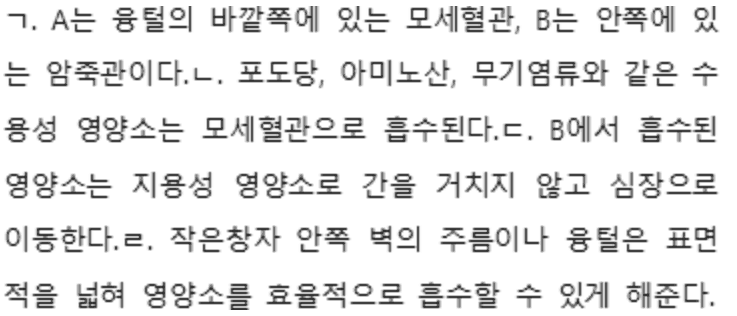 ㄱ. A는 융털의 바깥쪽에 있는 모세혈관, B는 안쪽에 있
는 암죽관이다.ㄴ. 포도당, 아미노산, 무기염류와 같은 수
용성 영양소는 모세혈관으로 흡수된다.ㄷ. B에서 흡수된
영양소는 지용성 영양소로 간을 거치지 않고 심장으로
이동한다.ㄹ. 작은창자 안쪽 벽의 주름이나 융털은 표면
적을 넓혀 영양소를 효율적으로 흡수할 수 있게 해준다.